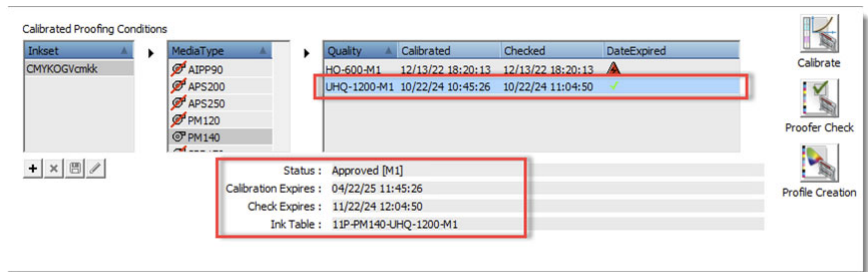 Calibrated Proofing Conditions
Inkset
CMYKOGVcmkk
MediaType
AIPP90
APS200
APS250
PM120
PM140
Quality Calibrated Checked DateExpired
HO-600-M1 12/13/22 18:20:13 12/13/22 18:20:13
UHQ-1200-M1 10/22/24 10:45:26 10/22/24 11:04:50
Calibrate
Proofer Check
Profile Creation
Status : Approved [M1]
Calibration Expires : 04/22/25 11:45:26
Check Expires : 11/22/24 12:04:50
Ink Table : 11P-PM140-UHQ-1200-M1